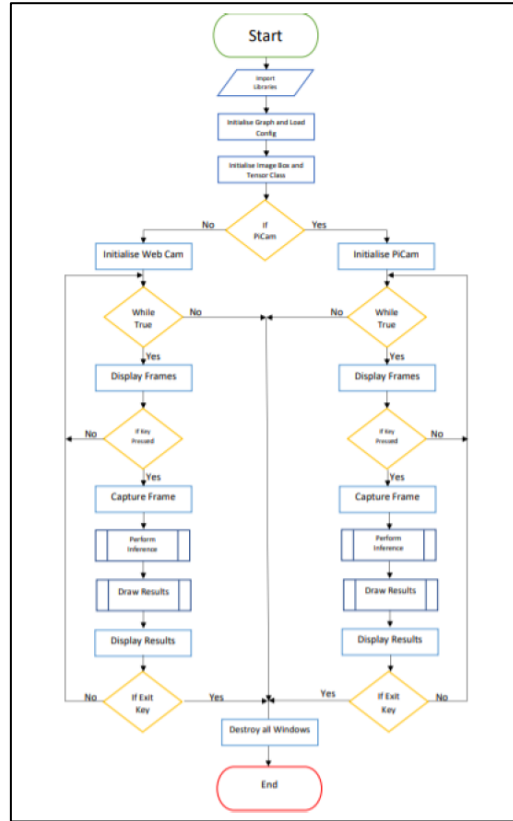 Start
Import
Libraries
Initialise Graph and Load
Config
Initialise Image Box and
Tensor Class
No
If
PiCam
Yes
Initialise Web Cam
Initialise PiCam
While
True
No
No
While
True
Yes
Yes
Display Frames
Display Frames
No
If Key
Pressed
If Key
Pressed
No
Yes
Yes
Capture Frame
Capture Frame
Perform
Inference
Perform
Inference
Draw Results
Draw Results
Display Results
Display Results
No
If Exit
Key
Yes
Yes
If Exit
Key
No
Destroy all Windows
End